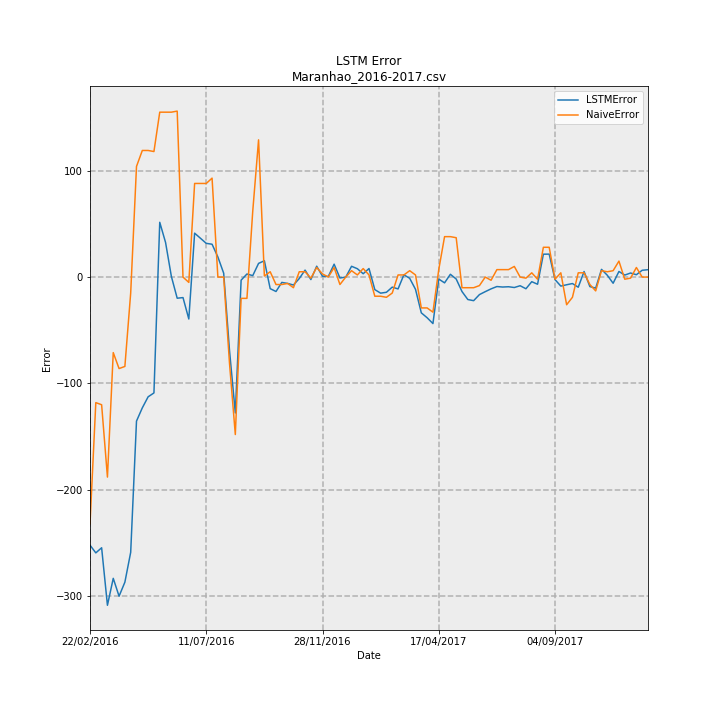 LSTM Error
Maranhao_2016-2017.csv
LSTMError
NaiveError
100
0
−100
−200
−300
Error
22/02/2016 11/07/2016 28/11/2016 17/04/2017 04/09/2017
Date